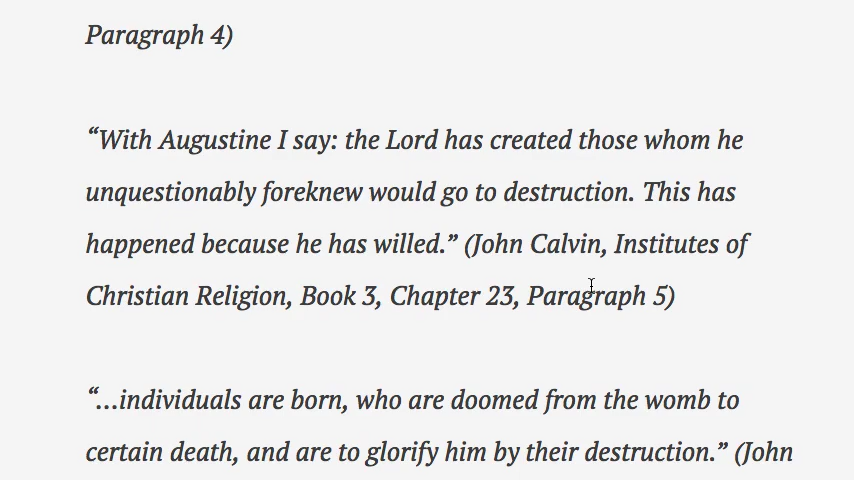 Paragraph 4)
“With Augustine I say: the Lord has created those whom he
unquestionably foreknew would go to destruction. This has
happened because he has willed.” (John Calvin, Institutes of
Christian Religion, Book 3, Chapter 23, Paragraph 5)
“...individuals are born, who are doomed from the womb to
certain death, and are to glorify him by their destruction.” (John